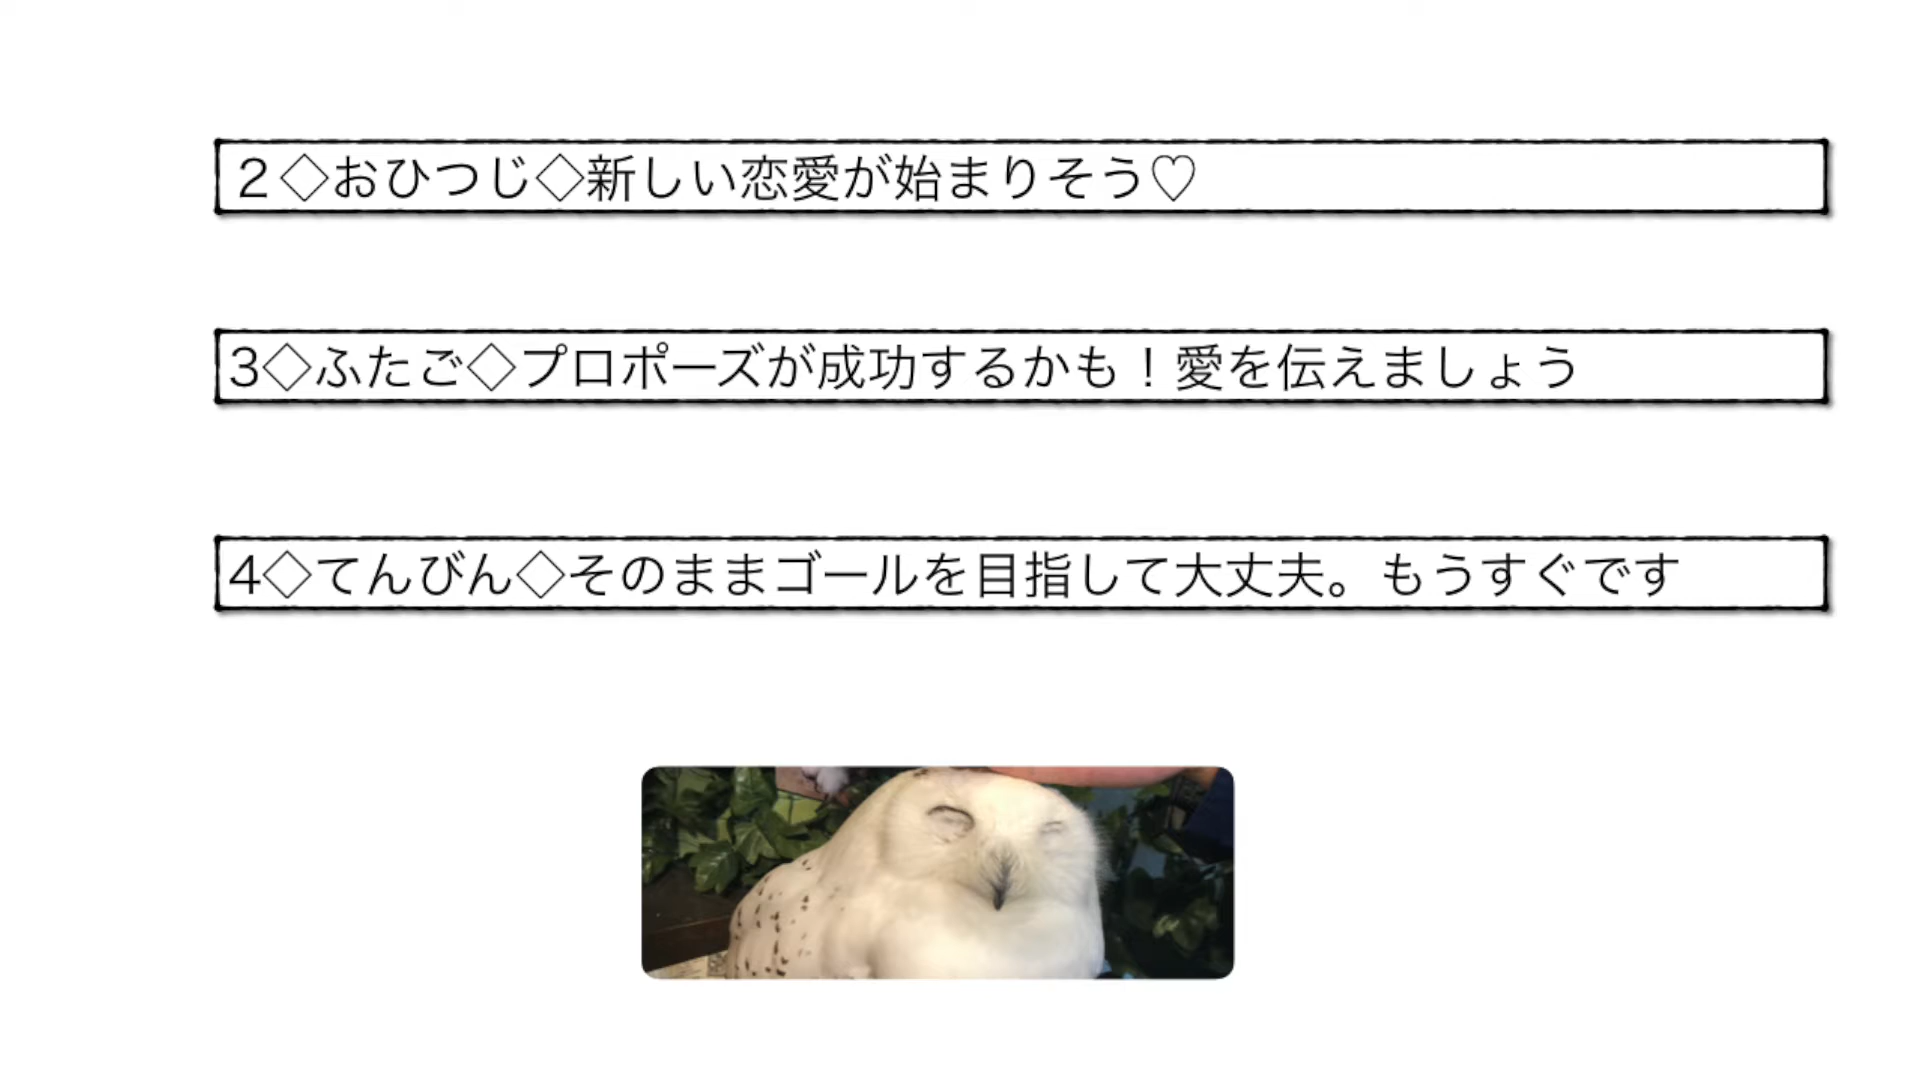 ２◇おひつじ◇新しい恋愛が始まりそう♡
3◇ふたご◇プロポーズが成功するかも！愛を伝えましょう
4◇てんびん◇そのままゴールを目指して大丈夫。もうすぐです